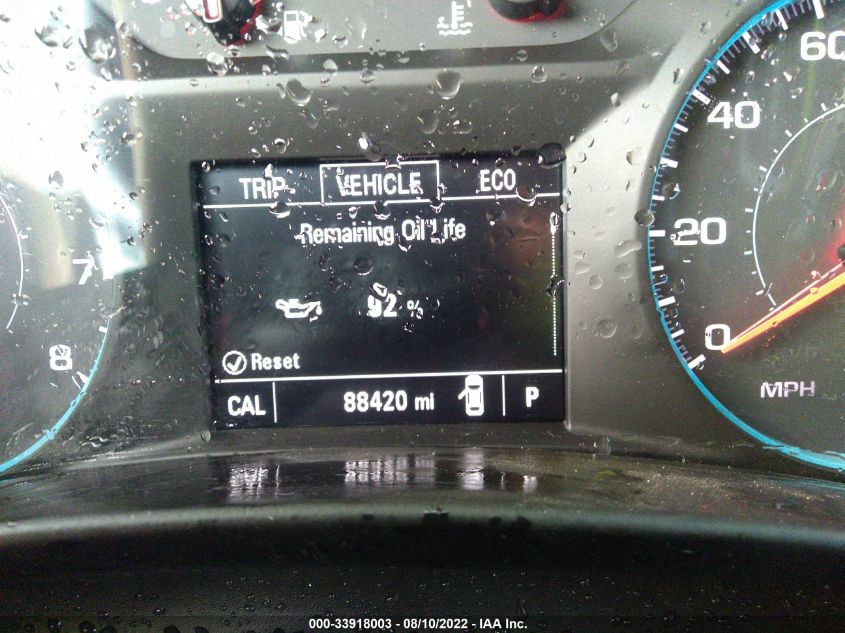 60
40
20
0
MPH
7
8
TRIP VEHICLE ECO
Remaining Oil Life
92 %
Reset
CAL 88420 mi P
000-33918003 - 08/10/2022 - IAA Inc.